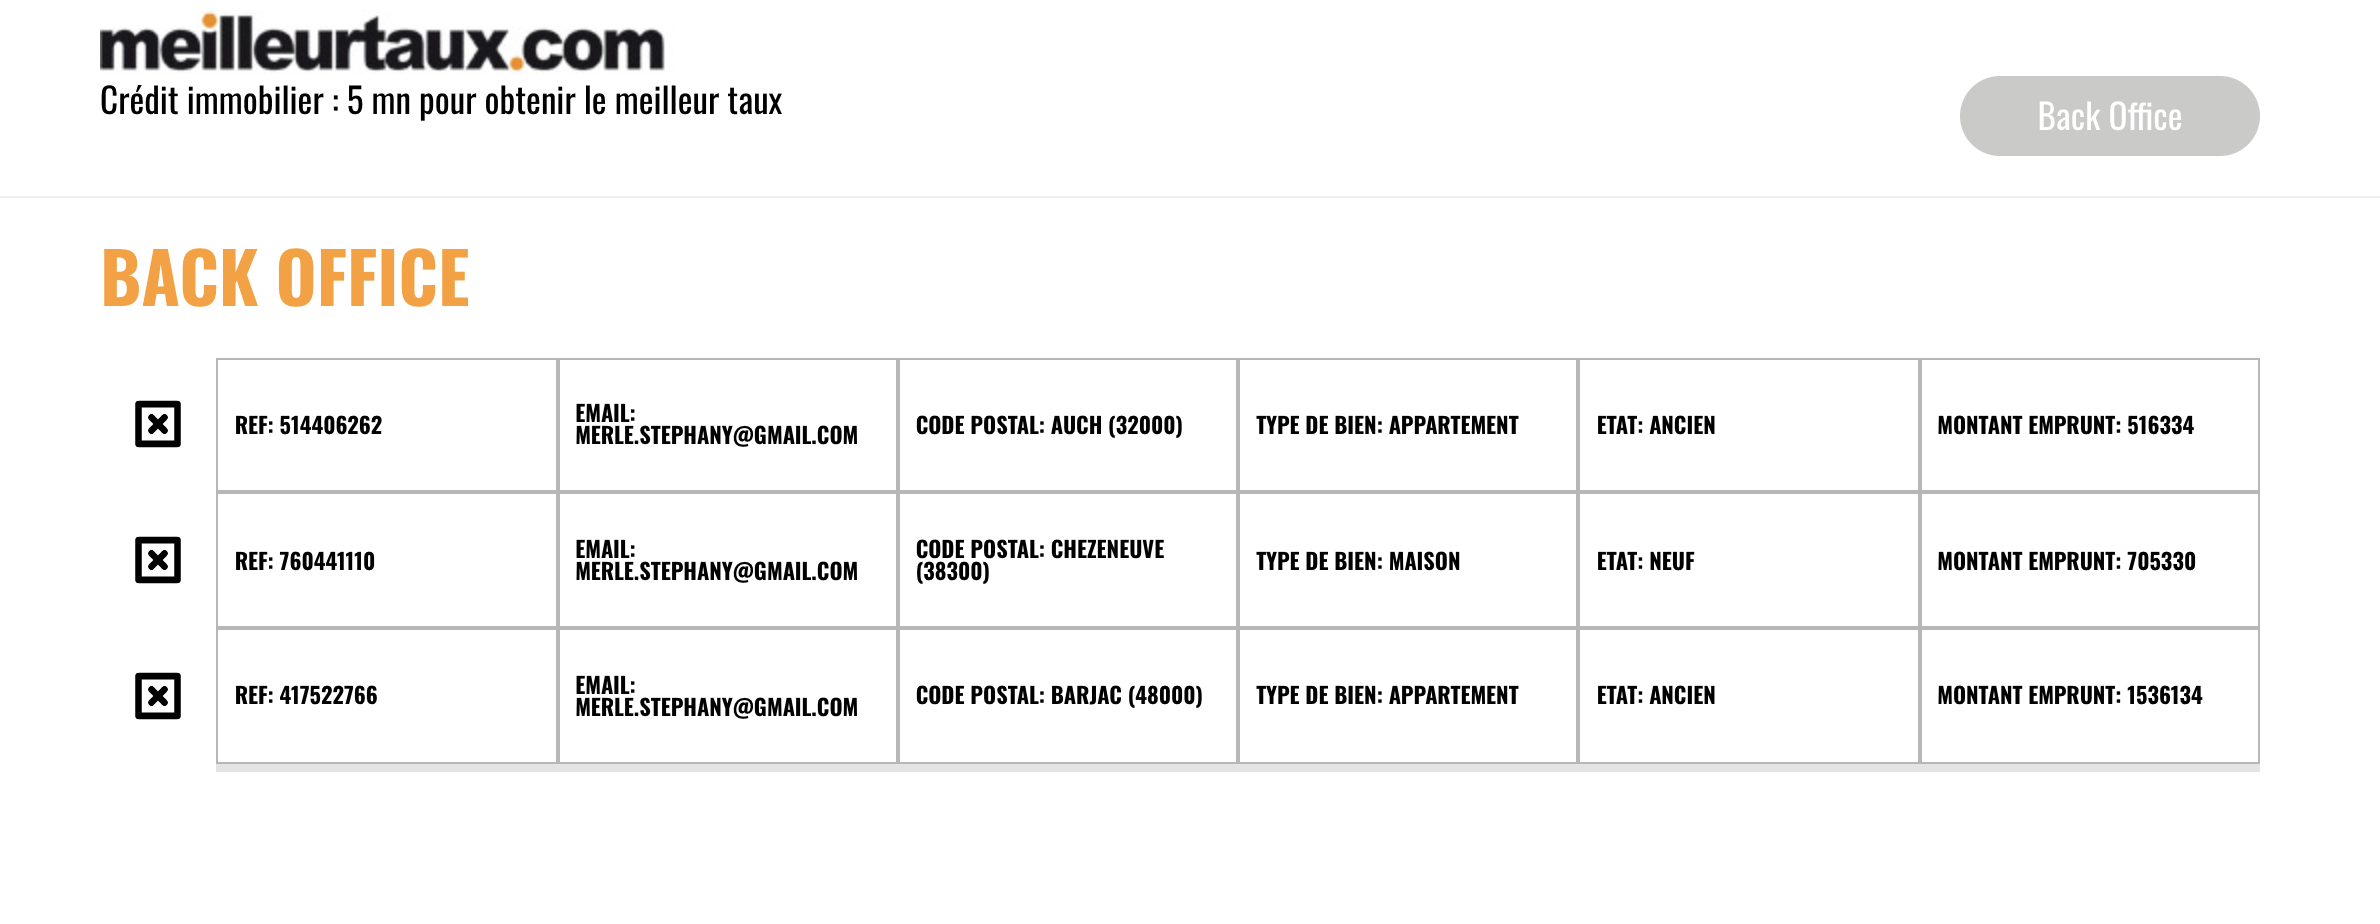 meilleurtaux.com
Crédit immobilier : 5 mn pour obtenir le meilleur taux
Back Office
BACK OFFICE
REF: 514406262
EMAIL:
MERLE.STEPHANY@GMAIL.COM
CODE POSTAL: AUCH (32000)
TYPE DE BIEN: APPARTEMENT
ETAT: ANCIEN
MONTANT EMPRUNT: 516334
REF: 760441110
EMAIL:
MERLE.STEPHANY@GMAIL.COM
CODE POSTAL: CHEZENEUVE
(38300)
TYPE DE BIEN: MAISON
ETAT: NEUF
MONTANT EMPRUNT: 705330
REF: 417522766
EMAIL:
MERLE.STEPHANY@GMAIL.COM
CODE POSTAL: BARJAC (48000)
TYPE DE BIEN: APPARTEMENT
ETAT: ANCIEN
MONTANT EMPRUNT: 1536134